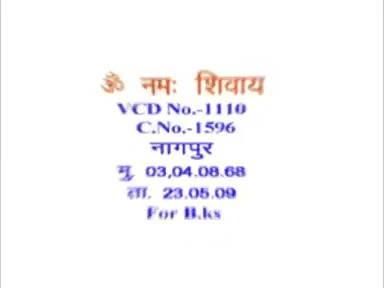 ॐ नमः शिवाय
VCD No.-1110
C.No.-1596
नागपुर
मु. 03,04.08.68
ता. 23.05.09
For B.ks